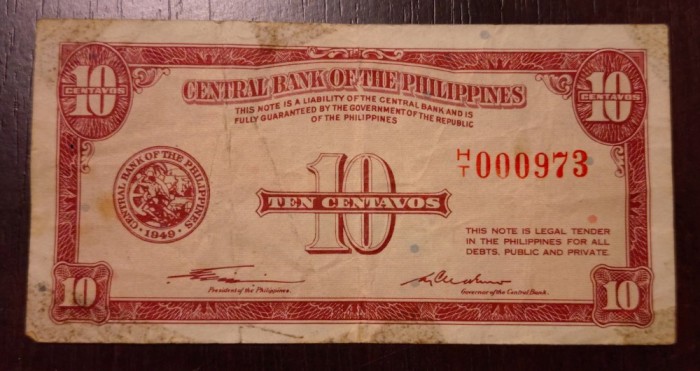 10
CENTAVOS
CENTRAL BANK OF THE PHILIPPINES
10
CENTAVOS
THIS NOTE IS A LIABILITY OF THE CENTRAL BANK AND IS
FULLY GUARANTEED BY THE GOVERNMENT OF THE REPUBLIC
OF THE PHILIPPINES
H/T 000973
CENTRAL BANK OF THE PHILIPPINES
1949
10
TEN CENTAVOS
THIS NOTE IS LEGAL TENDER
IN THE PHILIPPINES FOR ALL
DEBTS, PUBLIC AND PRIVATE.
President of the Philippines.
Governor of the Central Bank.
10
10